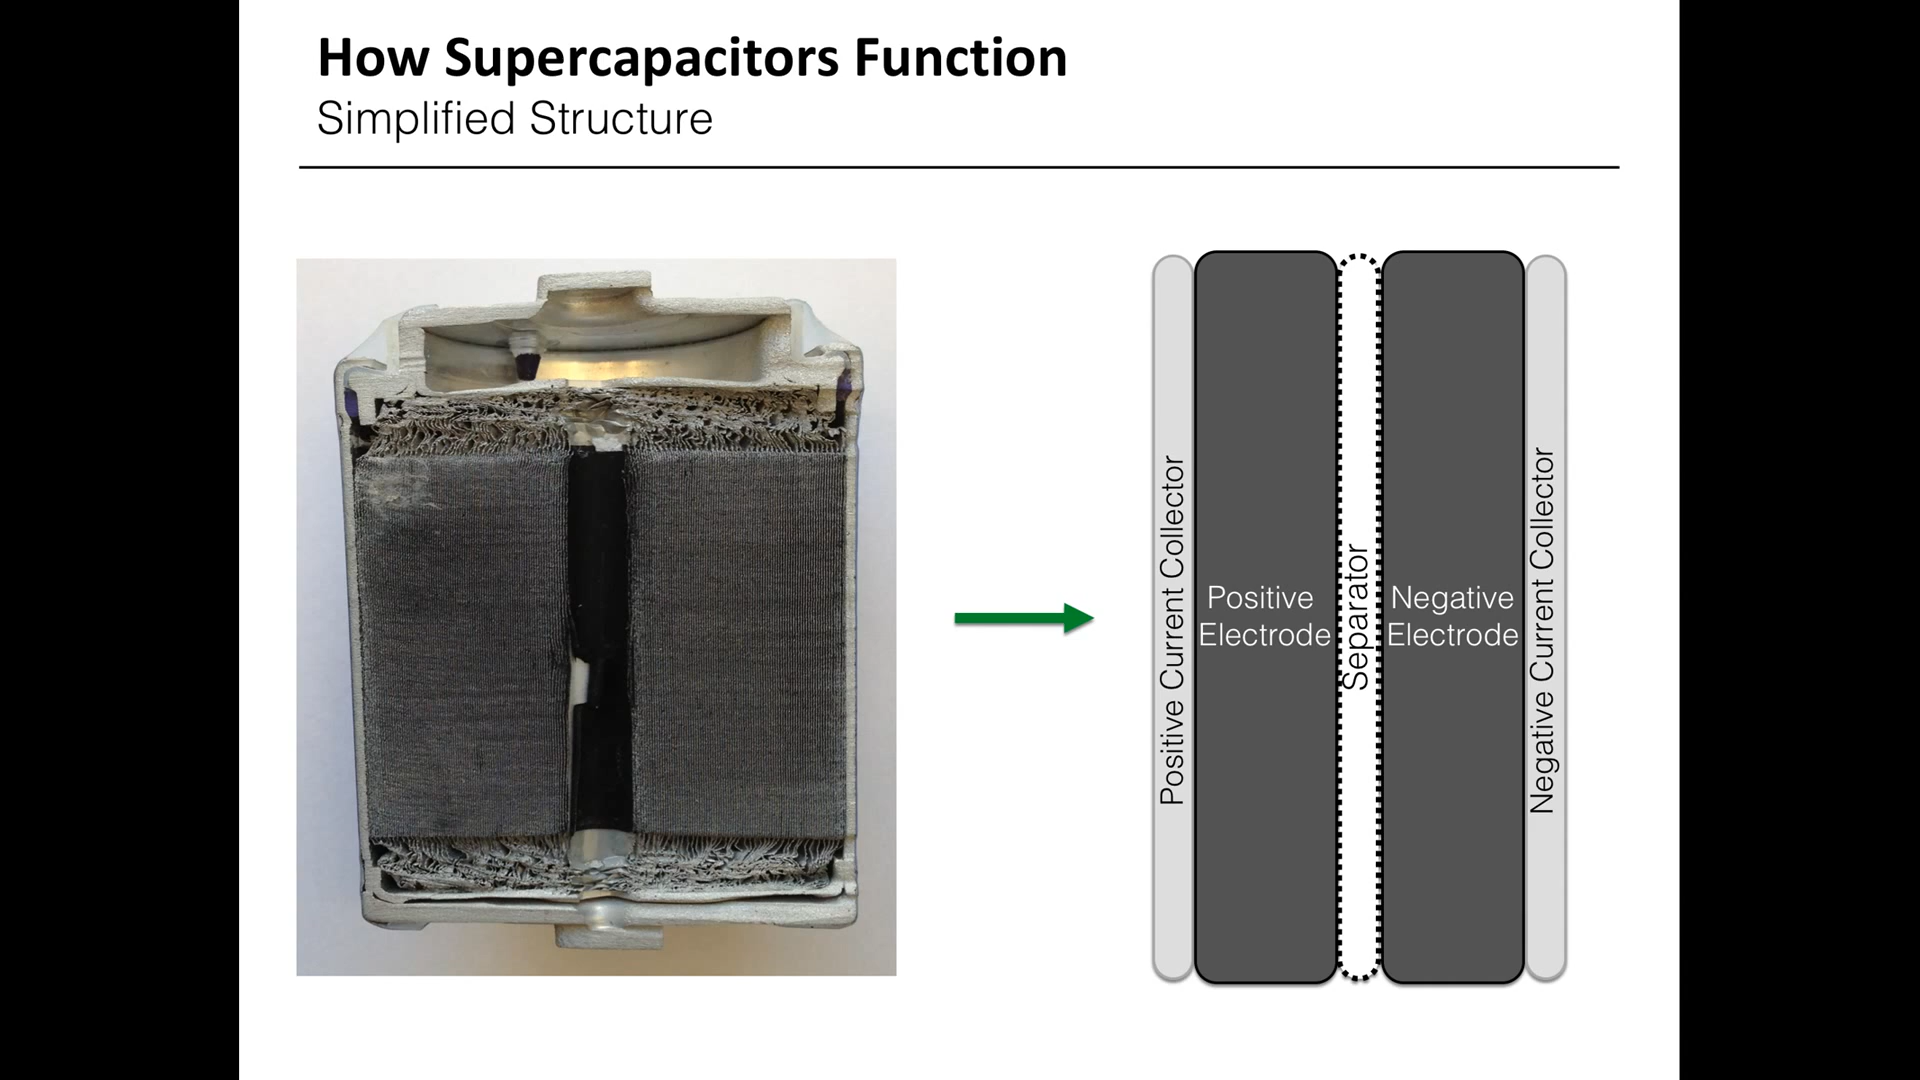 How Supercapacitors Function
Simplified Structure
Positive Current Collector
Positive
Electrode
Separator
Negative
Electrode
Negative Current Collector